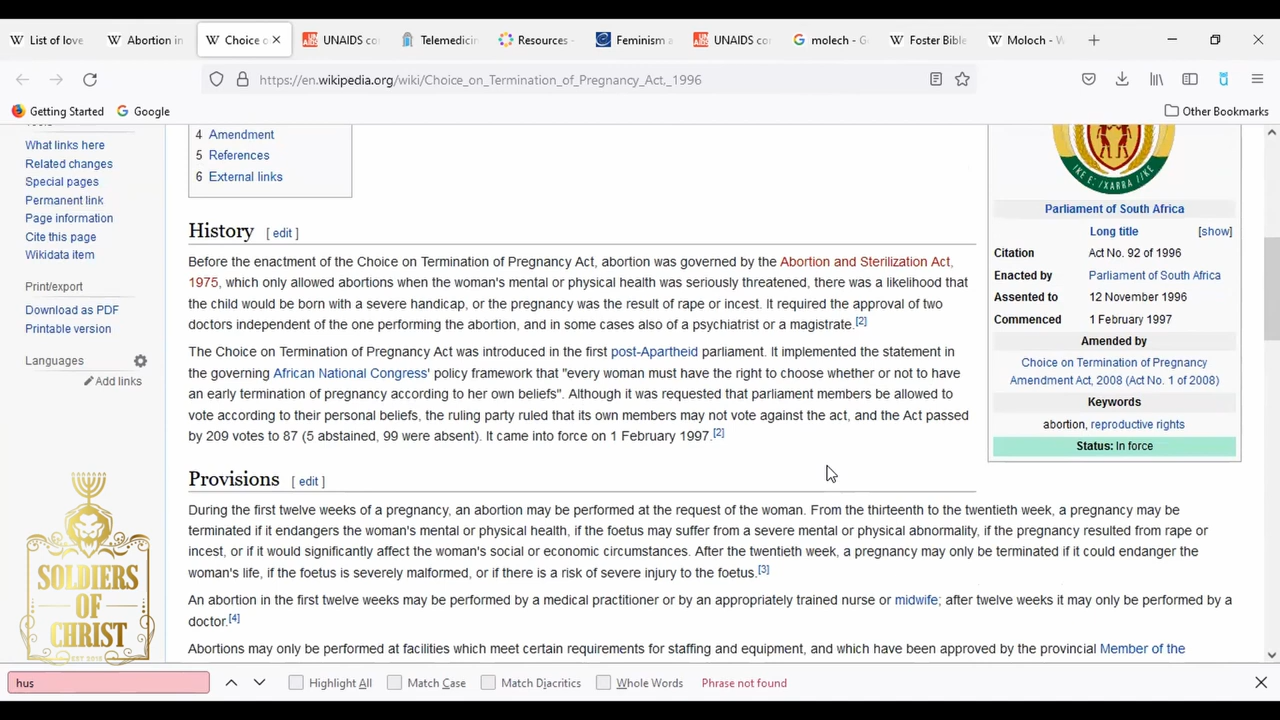 List of love
Abortion in
Choice o
UNAIDS co
Telemedicin
Resources -
Feminism a
UNAIDS co
molech - G
Foster Bible
Moloch - W
https://en.wikipedia.org/wiki/Choice_on_Termination_of_Pregnancy_Act,_1996
Getting Started
Google
Other Bookmarks
Tools
What links here
Related changes
Special pages
Permanent link
Page information
Cite this page
Wikidata item
Print/export
Download as PDF
Printable version
Languages
Add links
SOLDIERS
OF
CHRIST
4 Amendment
5 References
6 External links
History [ edit ]
Before the enactment of the Choice on Termination of Pregnancy Act, abortion was governed by the Abortion and Sterilization Act,
1975, which only allowed abortions when the woman's mental or physical health was seriously threatened, there was a likelihood that
the child would be born with a severe handicap, or the pregnancy was the result of rape or incest. It required the approval of two
doctors independent of the one performing the abortion, and in some cases also of a psychiatrist or a magistrate.[2]
The Choice on Termination of Pregnancy Act was introduced in the first post-Apartheid parliament. It implemented the statement in
the governing African National Congress' policy framework that "every woman must have the right to choose whether or not to have
an early termination of pregnancy according to her own beliefs". Although it was requested that parliament members be allowed to
vote according to their personal beliefs, the ruling party ruled that its own members may not vote against the act, and the Act passed
by 209 votes to 87 (5 abstained, 99 were absent). It came into force on 1 February 1997.[2]
Provisions [ edit ]
During the first twelve weeks of a pregnancy, an abortion may be performed at the request of the woman. From the thirteenth to the twentieth week, a pregnancy may be
terminated if it endangers the woman's mental or physical health, if the foetus may suffer from a severe mental or physical abnormality, if the pregnancy resulted from rape or
incest, or if it would significantly affect the woman's social or economic circumstances. After the twentieth week, a pregnancy may only be terminated if it could endanger the
woman's life, if the foetus is severely malformed, or if there is a risk of severe injury to the foetus.[3]
An abortion in the first twelve weeks may be performed by a medical practitioner or by an appropriately trained nurse or midwife; after twelve weeks it may only be performed by a
doctor.[4]
Abortions may only be performed at facilities which meet certain requirements for staffing and equipment, and which have been approved by the provincial Member of the
!KE E: /XARRA //KE
Parliament of South Africa
Long title [show]
Citation Act No. 92 of 1996
Enacted by Parliament of South Africa
Assented to 12 November 1996
Commenced 1 February 1997
Amended by
Choice on Termination of Pregnancy
Amendment Act, 2008 (Act No. 1 of 2008)
Keywords
abortion, reproductive rights
Status: In force
hus
Highlight All
Match Case
Match Diacritics
Whole Words
Phrase not found